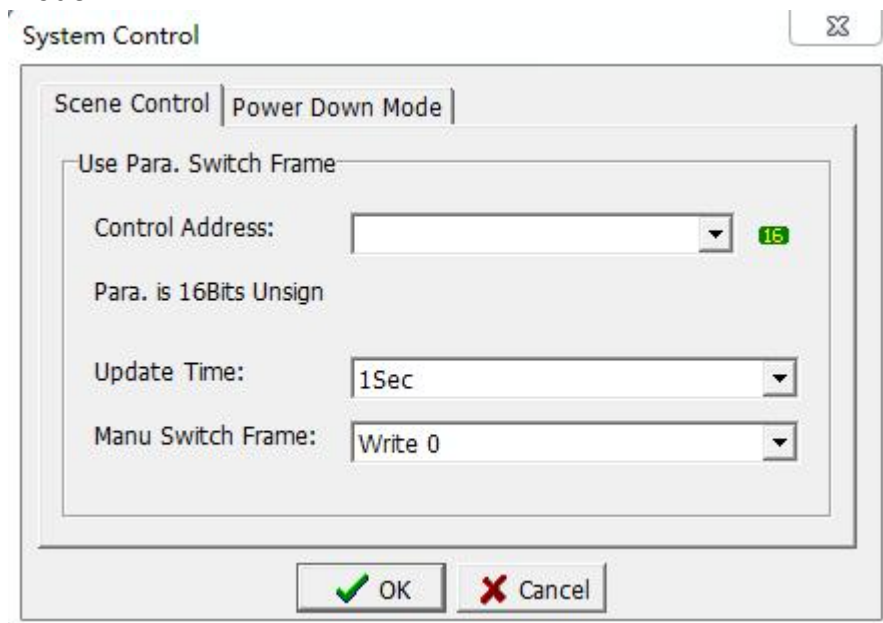 System Control
Scene Control Power Down Mode
Use Para. Switch Frame
Control Address: 16
Para. is 16Bits Unsign
Update Time: 1Sec
Manu Switch Frame: Write 0
OK Cancel